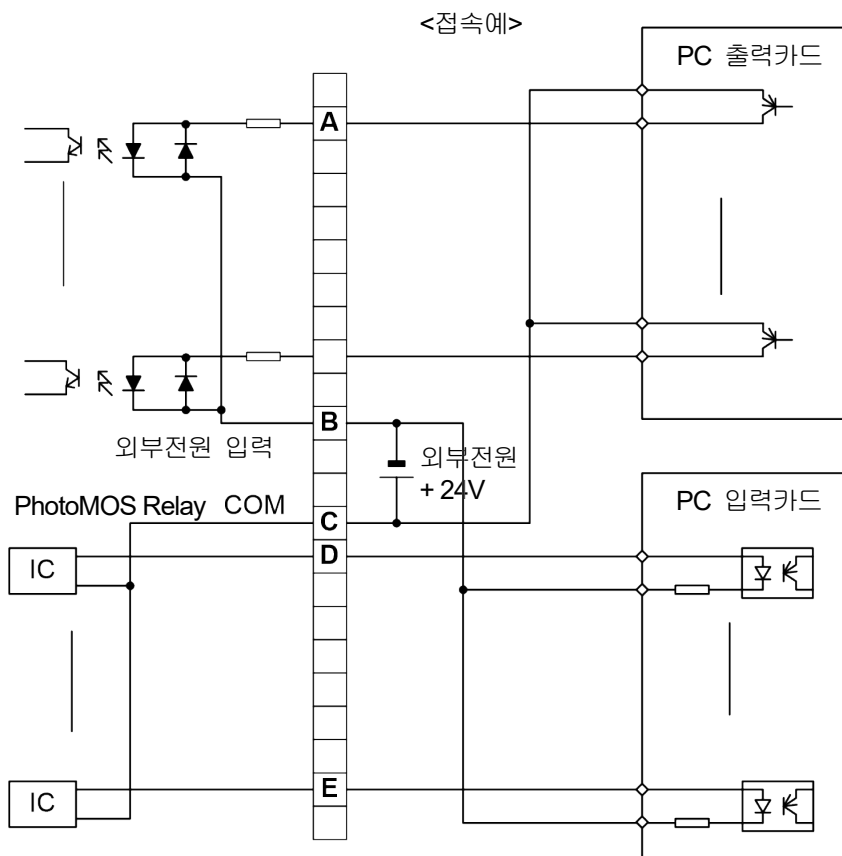 <접속예>
PC 출력카드
A
B
외부전원 입력
외부전원
+ 24V
PhotoMOS Relay COM
C
PC 입력카드
D
IC
E
IC